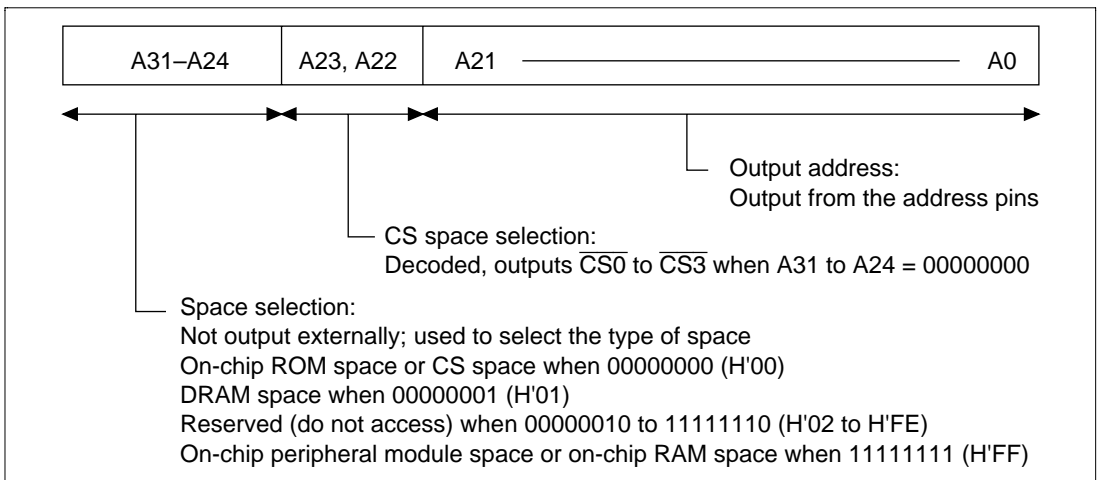 A31–A24 A23, A22 A21 A0
Output address:
Output from the address pins
CS space selection:
Decoded, outputs C̅S̅0̅ to C̅S̅3̅ when A31 to A24 = 00000000
Space selection:
Not output externally; used to select the type of space
On-chip ROM space or CS space when 00000000 (H'00)
DRAM space when 00000001 (H'01)
Reserved (do not access) when 00000010 to 11111110 (H'02 to H'FE)
On-chip peripheral module space or on-chip RAM space when 11111111 (H'FF)